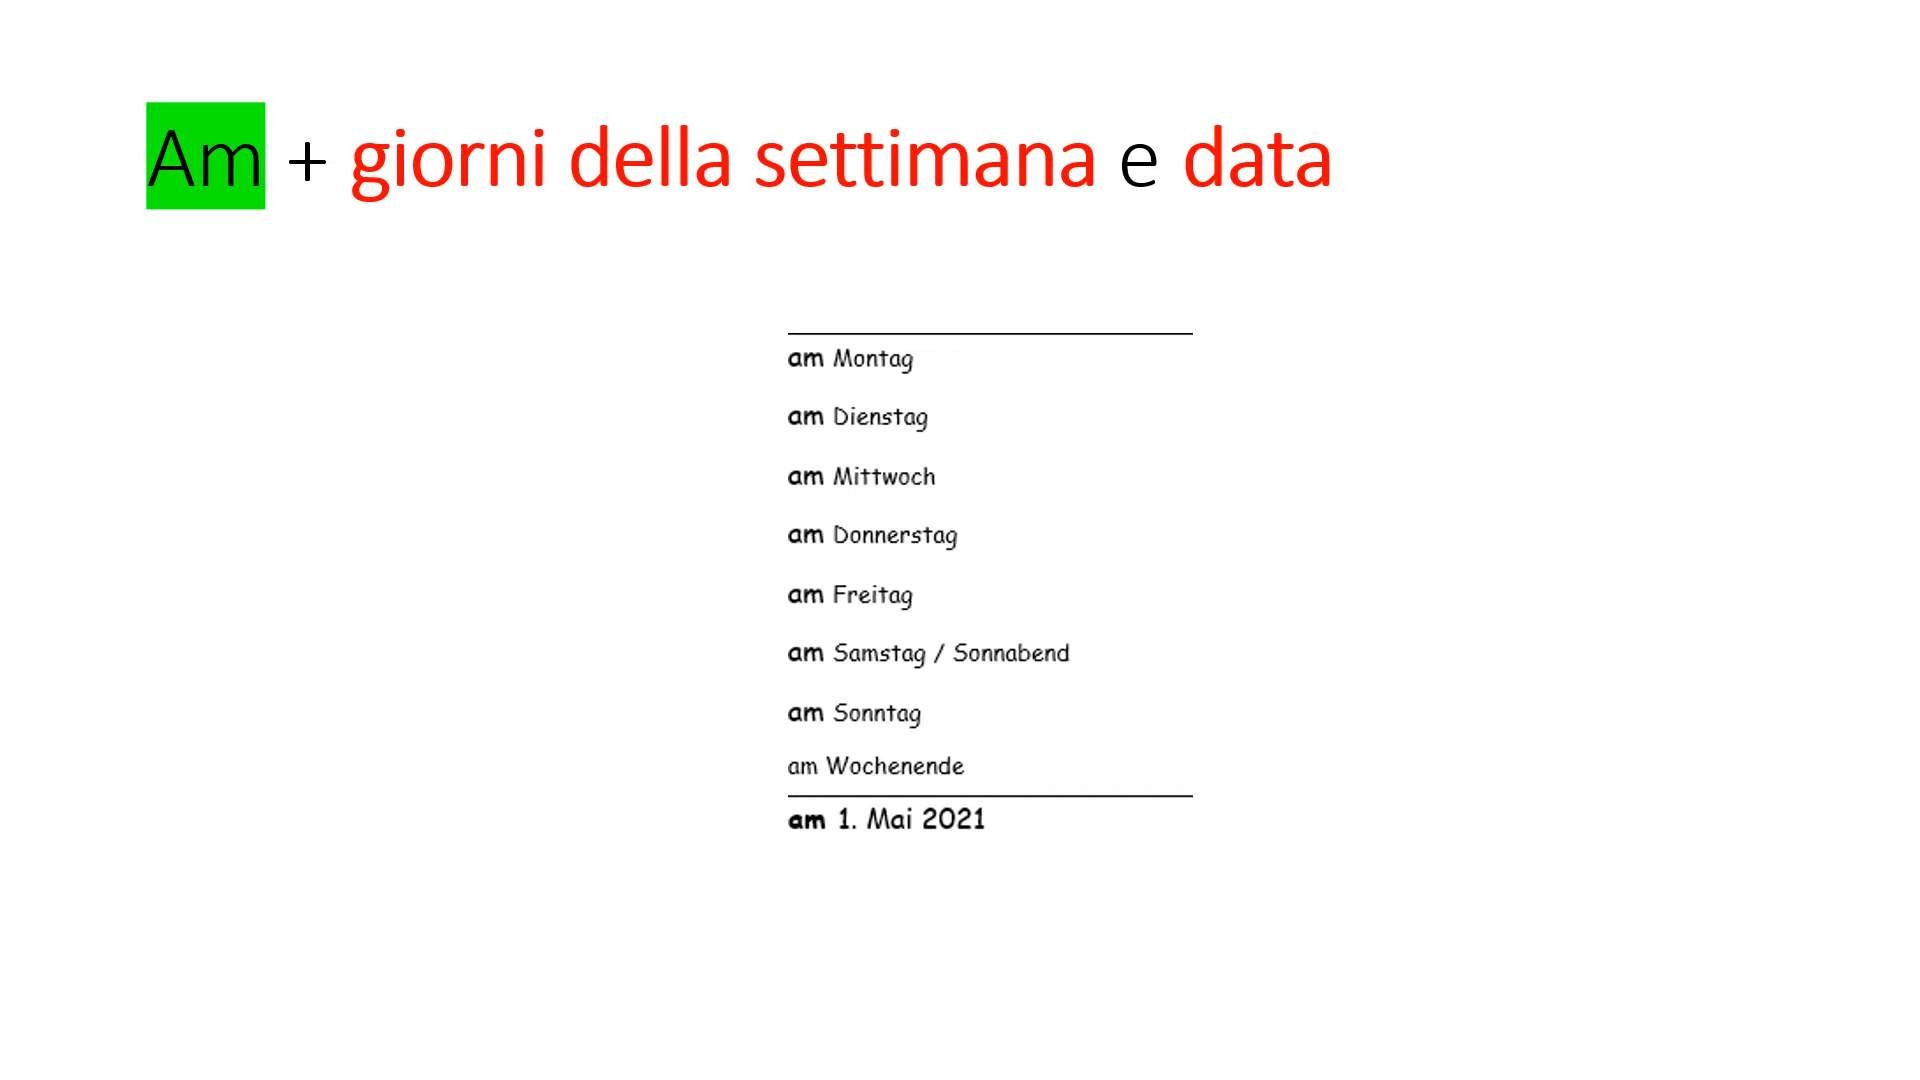 Am + giorni della settimana e data
am Montag
am Dienstag
am Mittwoch
am Donnerstag
am Freitag
am Samstag / Sonnabend
am Sonntag
am Wochenende
am 1. Mai 2021